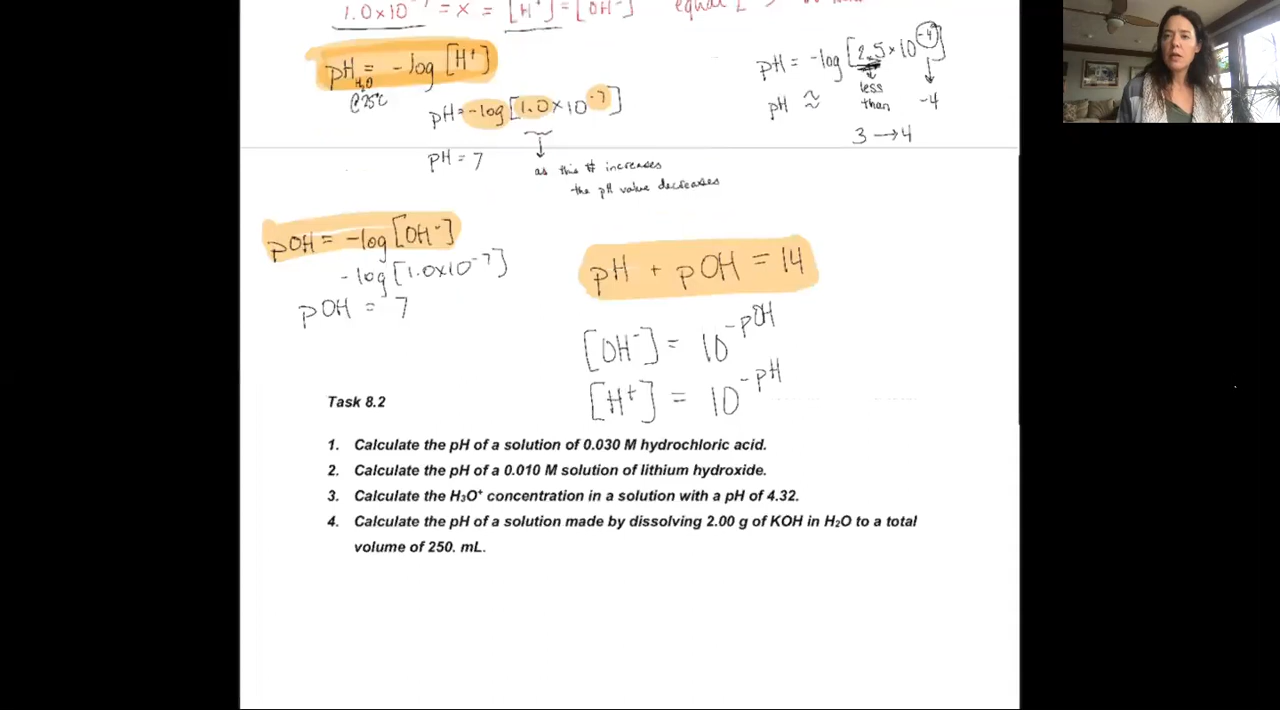 1.0×10 = x = [H⁺] = [OH⁻] equal
pH = -log [H⁺]
H₂O
@25°C
pH = -log [1.0×10⁻⁷]
pH = 7
as this # increases
the pH value decreases
pH = -log [2.5×10⁻⁴]
pH ≈
less
than
-4
3 → 4
pOH = -log [OH⁻]
-log [1.0×10⁻⁷]
pOH = 7
pH + pOH = 14
[OH⁻] = 10^-pOH
[H⁺] = 10^-pH
Task 8.2
1. Calculate the pH of a solution of 0.030 M hydrochloric acid.
2. Calculate the pH of a 0.010 M solution of lithium hydroxide.
3. Calculate the H₃O⁺ concentration in a solution with a pH of 4.32.
4. Calculate the pH of a solution made by dissolving 2.00 g of KOH in H₂O to a total
volume of 250. mL.